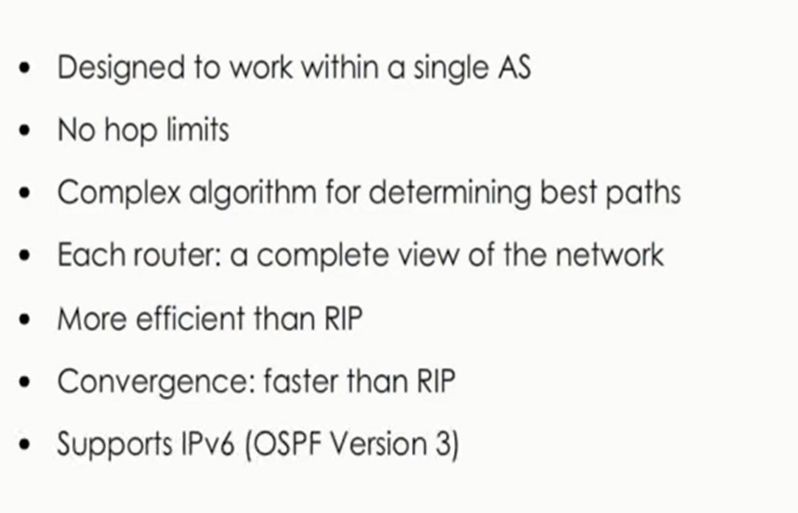 • Designed to work within a single AS
• No hop limits
• Complex algorithm for determining best paths
• Each router: a complete view of the network
• More efficient than RIP
• Convergence: faster than RIP
• Supports IPv6 (OSPF Version 3)